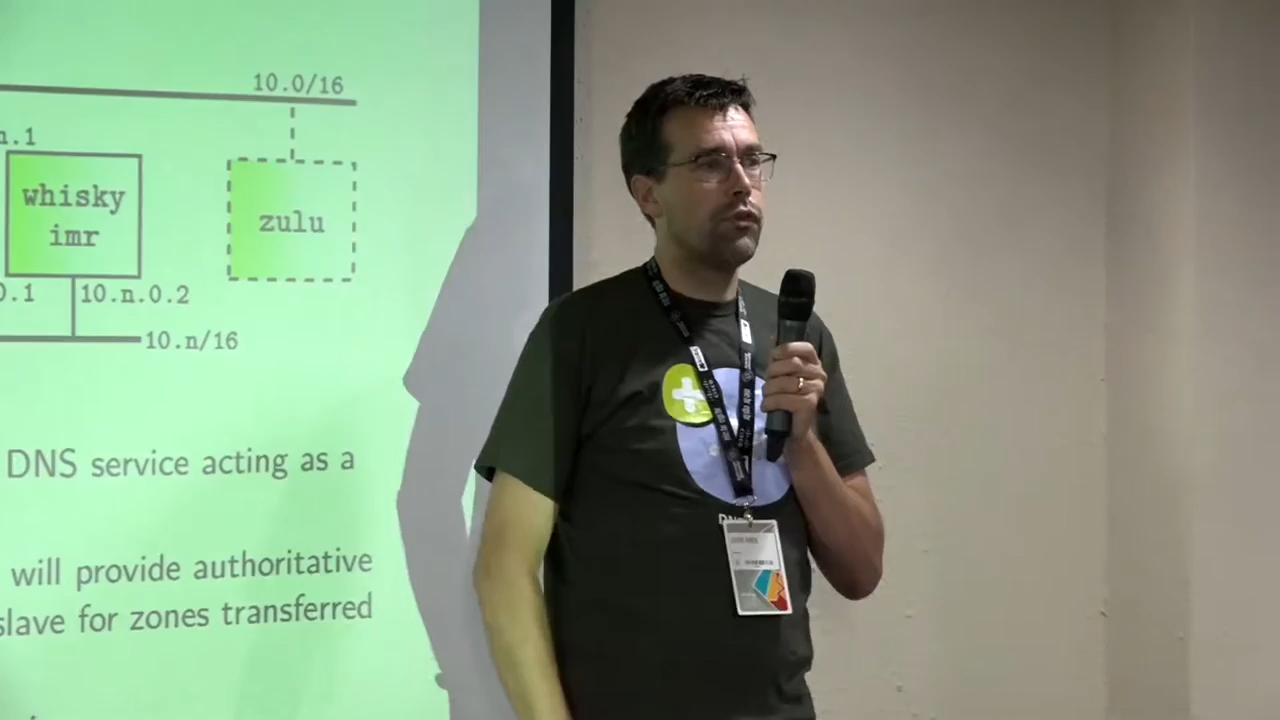 10.0/16
n.1
whisky
imr
zulu
0.1
10.n.0.2
10.n/16
DNS service acting as a
will provide authoritative
slave for zones transferred